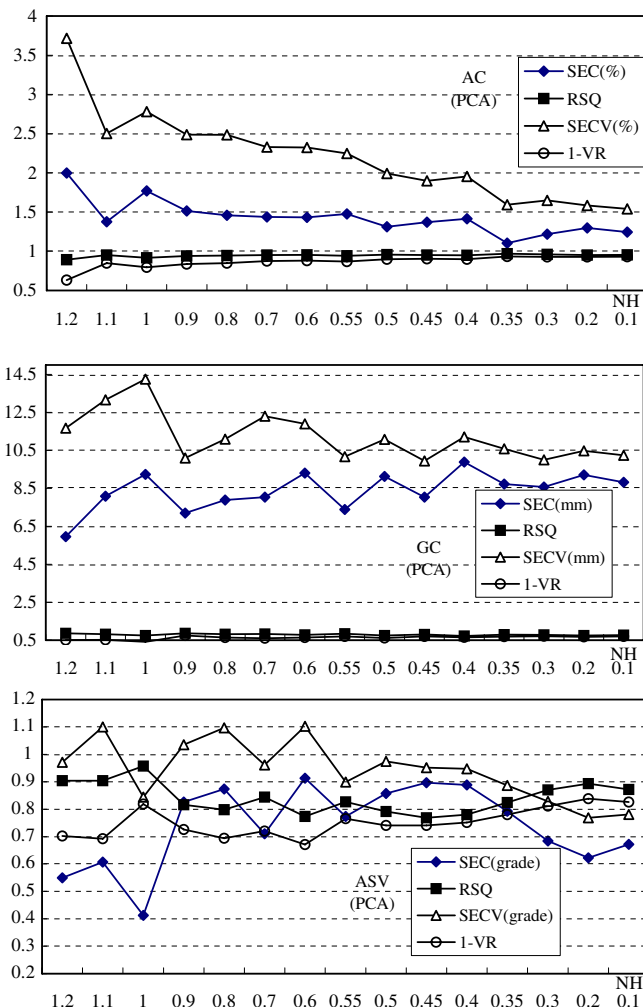 4
3.5
3
2.5
2
1.5
1
0.5
AC
(PCA)
SEC(%)
RSQ
SECV(%)
1-VR
NH
1.2 1.1 1 0.9 0.8 0.7 0.6 0.55 0.5 0.45 0.4 0.35 0.3 0.2 0.1
14.5
12.5
10.5
8.5
6.5
4.5
2.5
0.5
GC
(PCA)
SEC(mm)
RSQ
SECV(mm)
1-VR
NH
1.2 1.1 1 0.9 0.8 0.7 0.6 0.55 0.5 0.45 0.4 0.35 0.3 0.2 0.1
1.2
1.1
1
0.9
0.8
0.7
0.6
0.5
0.4
0.3
0.2
ASV
(PCA)
SEC(grade)
RSQ
SECV(grade)
1-VR
NH
1.2 1.1 1 0.9 0.8 0.7 0.6 0.55 0.5 0.45 0.4 0.35 0.3 0.2 0.1